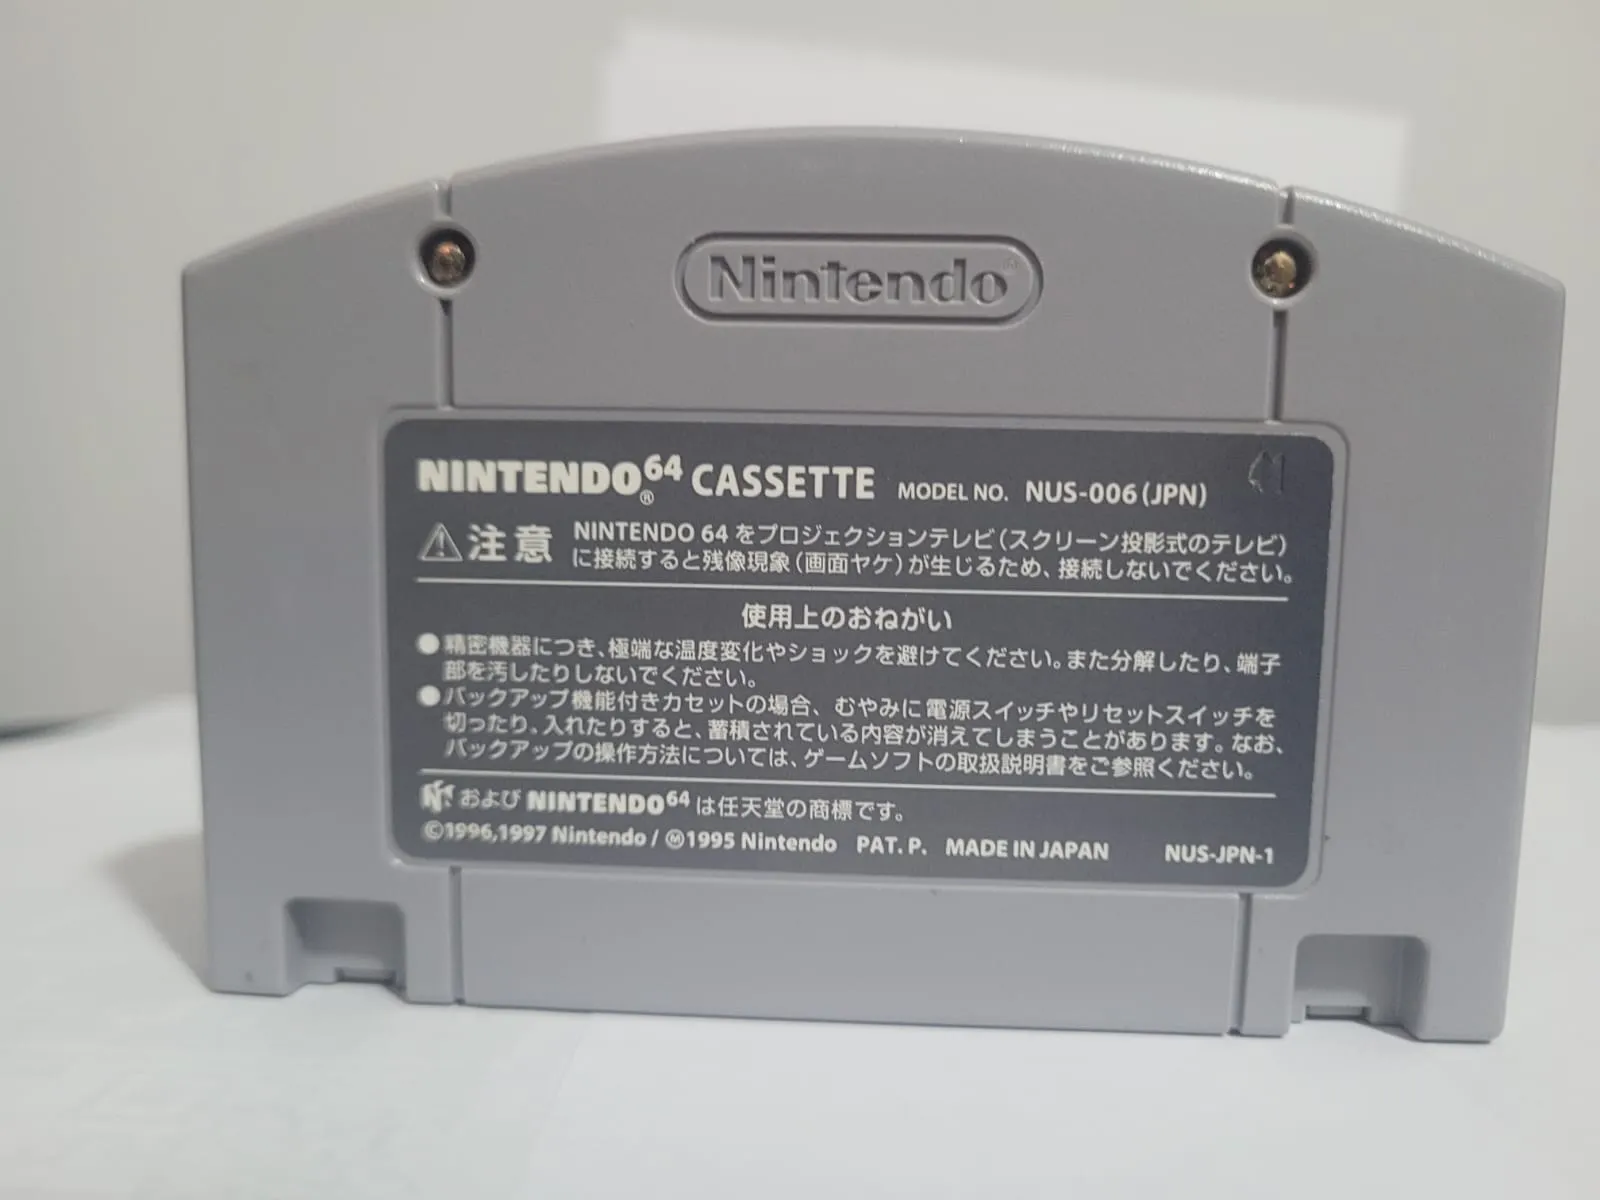 Nintendo
NINTENDO64® CASSETTE MODEL NO. NUS-006(JPN)
⚠注意 NINTENDO 64 をプロジェクションテレビ(スクリーン投影式のテレビ)
に接続すると残像現象(画面ヤケ)が生じるため、接続しないでください。
使用上のおねがい
●精密機器につき、極端な温度変化やショックを避けてください。また分解したり、端子
部を汚したりしないでください。
●バックアップ機能付きカセットの場合、むやみに電源スイッチやリセットスイッチを
切ったり、入れたりすると、蓄積されている内容が消えてしまうことがあります。なお、
バックアップの操作方法については、ゲームソフトの取扱説明書をご参照ください。
および NINTENDO64 は任天堂の商標です。
©1996,1997 Nintendo / Ⓜ1995 Nintendo PAT. P. MADE IN JAPAN NUS-JPN-1